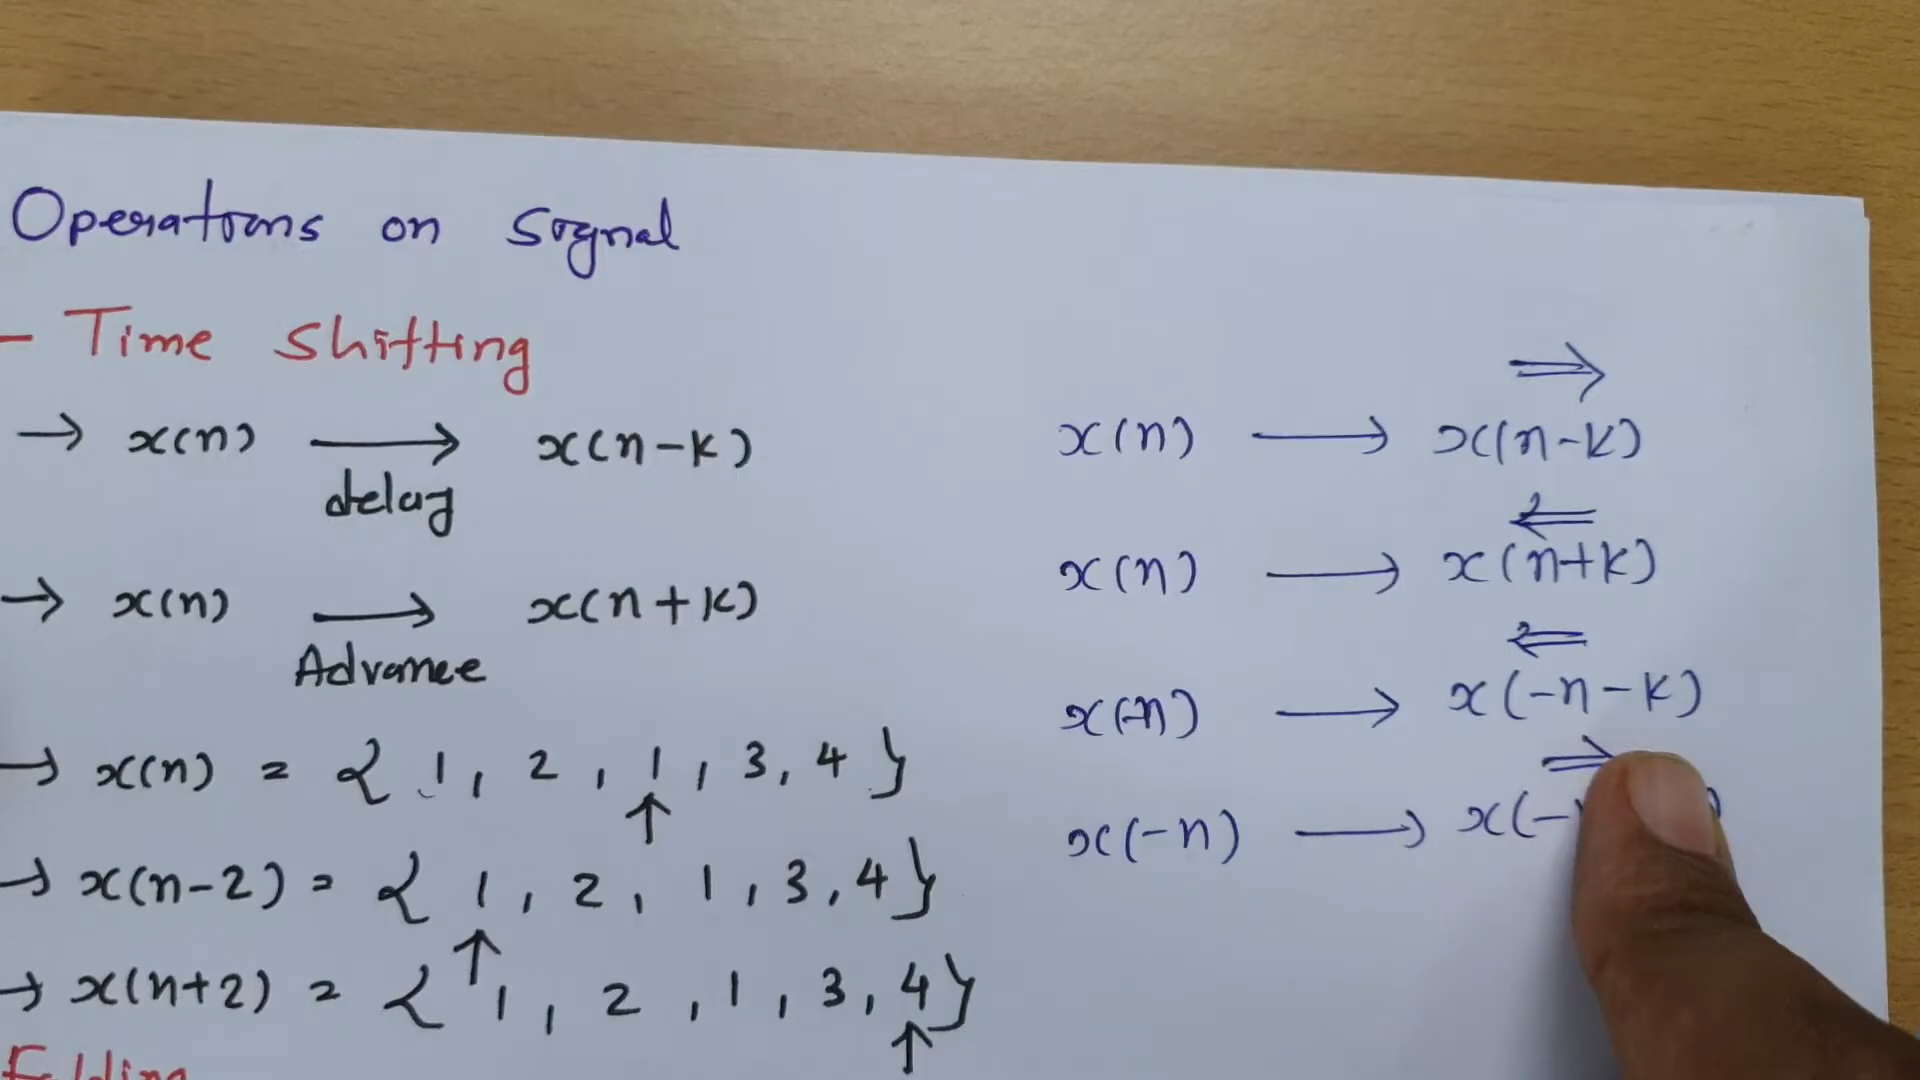 Operations on Signal
- Time Shifting
→ x(n) → x(n-k)
delay
→ x(n) → x(n+k)
Advance
→ x(n) = { 1, 2, 1, 3, 4 }
↑
→ x(n-2) = { 1, 2, 1, 3, 4 }
↑
→ x(n+2) = { 1, 2, 1, 3, 4 }
↑
Folding
⇒
x(n) → x(n-k)
⇐
x(n) → x(n+k)
⇐
x(-n) → x(-n-k)
⇒
x(-n) → x(-